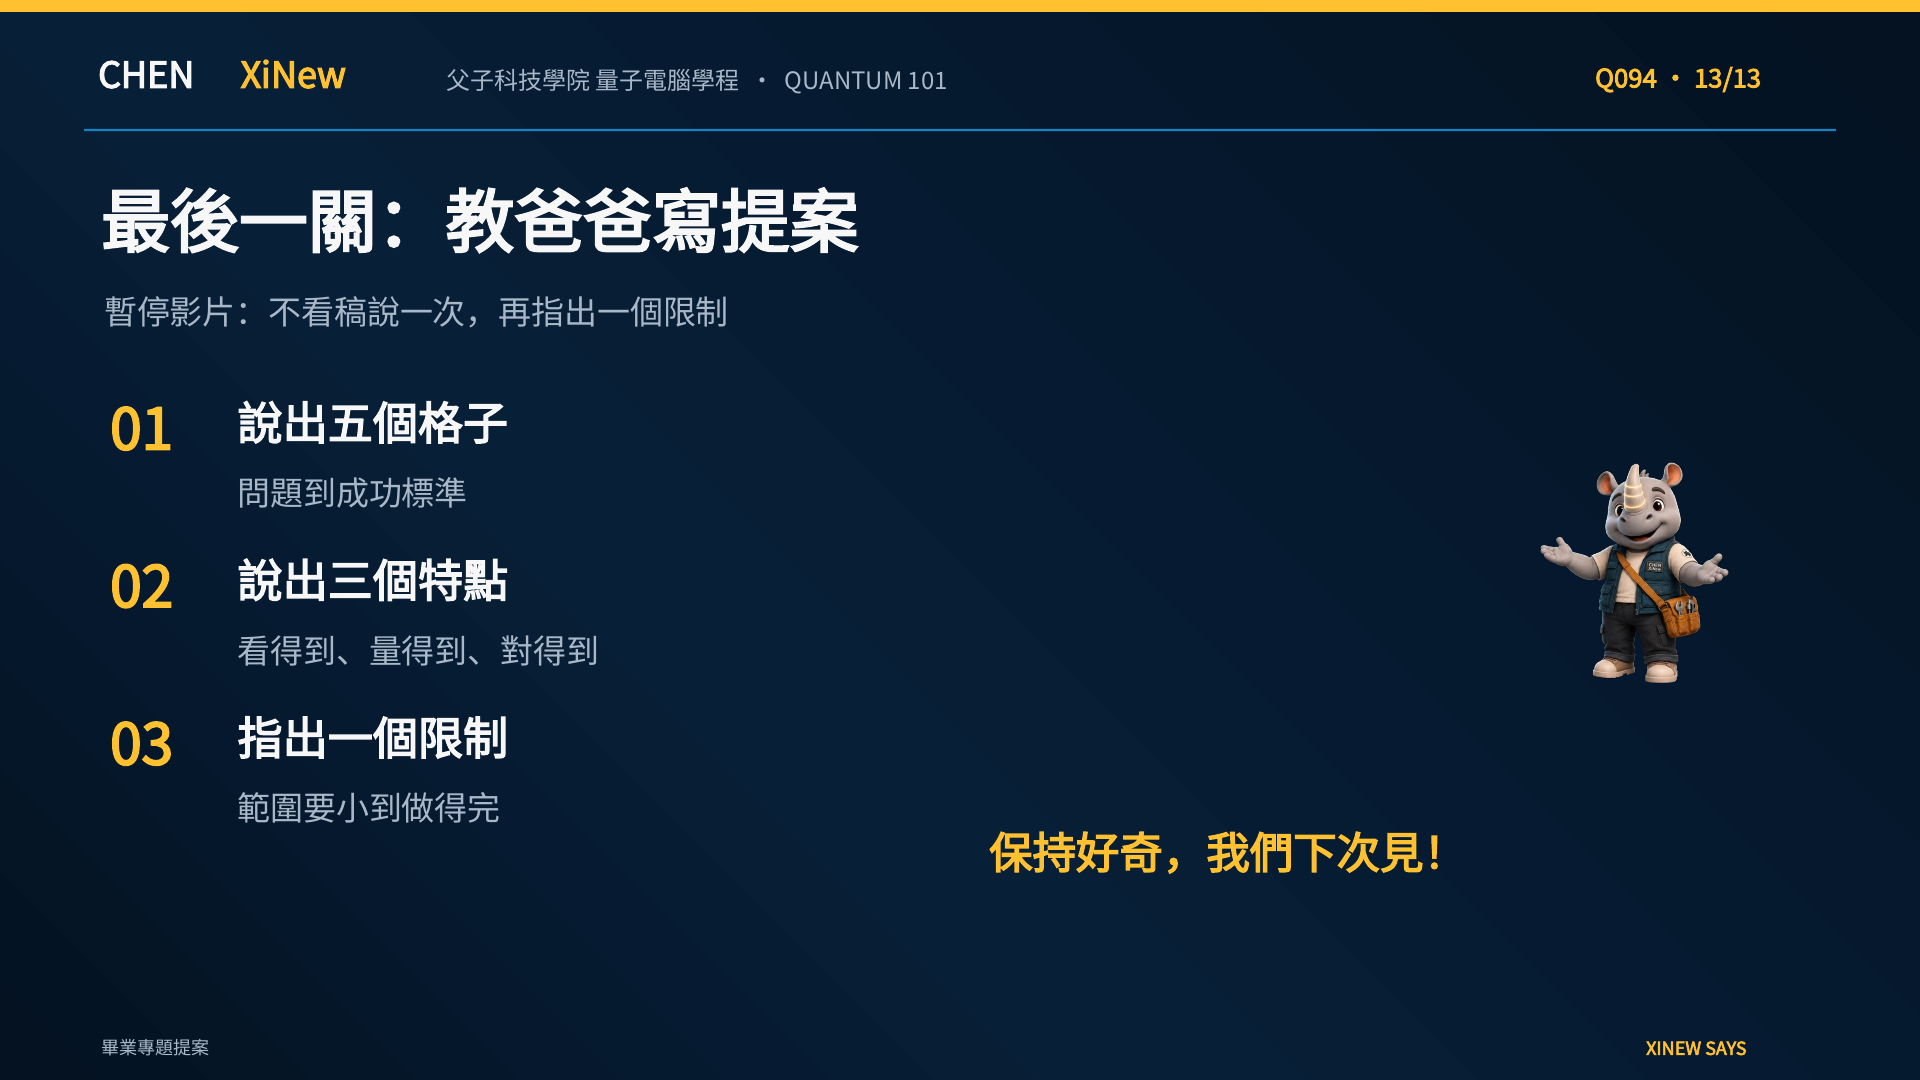 CHEN XiNew 父子科技學院 量子電腦學程 · QUANTUM 101 Q094 · 13/13
最後一關：教爸爸寫提案
暫停影片：不看稿說一次，再指出一個限制
01 說出五個格子
問題到成功標準
02 說出三個特點
看得到、量得到、對得到
03 指出一個限制
範圍要小到做得完
保持好奇，我們下次見！
畢業專題提案 XINEW SAYS